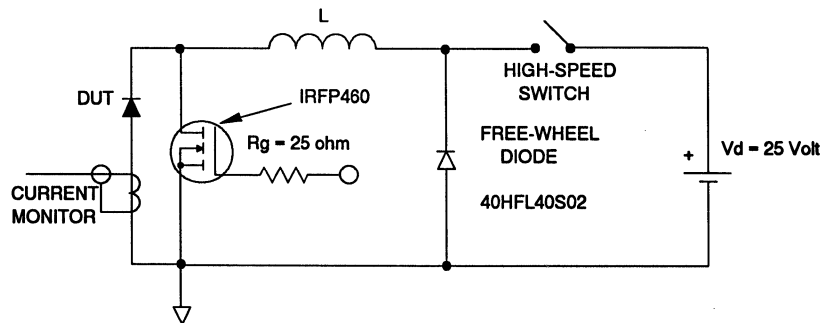 L
HIGH-SPEED
SWITCH
DUT
IRFP460
Rg = 25 ohm
FREE-WHEEL
DIODE
Vd = 25 Volt
+
CURRENT
MONITOR
40HFL40S02